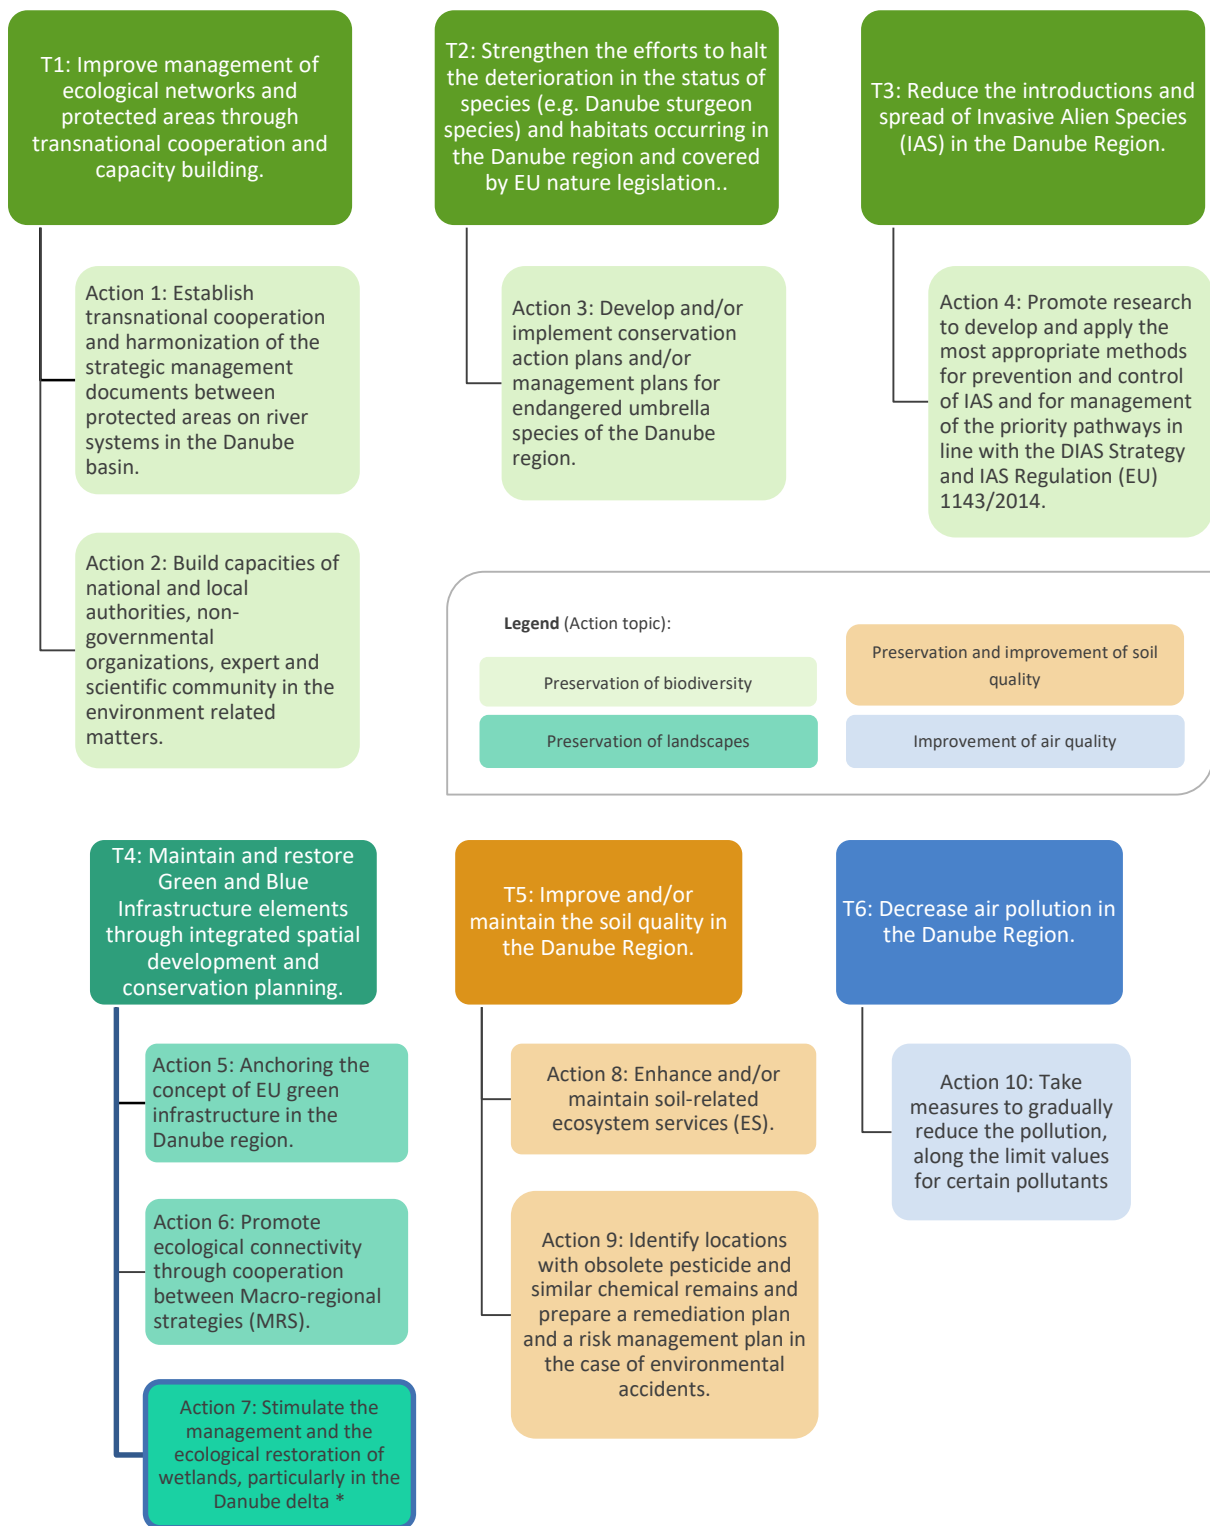 T1: Improve management of
ecological networks and
protected areas through
transnational cooperation and
capacity building.
T2: Strengthen the efforts to halt
the deterioration in the status of
species (e.g. Danube sturgeon
species) and habitats occurring in
the Danube region and covered
by EU nature legislation..
T3: Reduce the introductions and
spread of Invasive Alien Species
(IAS) in the Danube Region.
Action 1: Establish
transnational cooperation
and harmonization of the
strategic management
documents between
protected areas on river
systems in the Danube
basin.
Action 3: Develop and/or
implement conservation
action plans and/or
management plans for
endangered umbrella
species of the Danube
region.
Action 4: Promote research
to develop and apply the
most appropriate methods
for prevention and control
of IAS and for management
of the priority pathways in
line with the DIAS Strategy
and IAS Regulation (EU)
1143/2014.
Action 2: Build capacities of
national and local
authorities, non-
governmental
organizations, expert and
scientific community in the
environment related
matters.
Legend (Action topic):
Preservation of biodiversity
Preservation and improvement of soil
quality
Preservation of landscapes
Improvement of air quality
T4: Maintain and restore
Green and Blue
Infrastructure elements
through integrated spatial
development and
conservation planning.
T5: Improve and/or
maintain the soil quality in
the Danube Region.
T6: Decrease air pollution in
the Danube Region.
Action 5: Anchoring the
concept of EU green
infrastructure in the
Danube region.
Action 8: Enhance and/or
maintain soil-related
ecosystem services (ES).
Action 10: Take
measures to gradually
reduce the pollution,
along the limit values
for certain pollutants
Action 6: Promote
ecological connectivity
through cooperation
between Macro-regional
strategies (MRS).
Action 9: Identify locations
with obsolete pesticide and
similar chemical remains and
prepare a remediation plan
and a risk management plan in
the case of environmental
accidents.
Action 7: Stimulate the
management and the
ecological restoration of
wetlands, particularly in the
Danube delta *